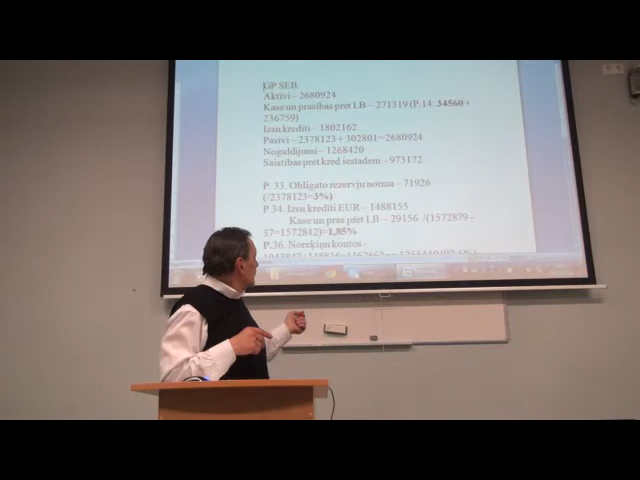 OP SEB
Aktīvi – 2680924
Kase un prasības pret LB – 271319 (P.14: 34560 +
236759)
Izsn kredīti – 1802162
Pasīvi –2378123+ 302801=2680924
Noguldījumi – 1268420
Saistības pret kred iestādēm – 973172
P. 33. Obligāto rezervju norma – 71926
(/2378123=3%)
P.34. Izsn kredīti EUR – 1488155
Kase un pras pret LB – 29156 /(1572879 -
37=1572842)=1,85%
P.36. Norēķinu kontos –